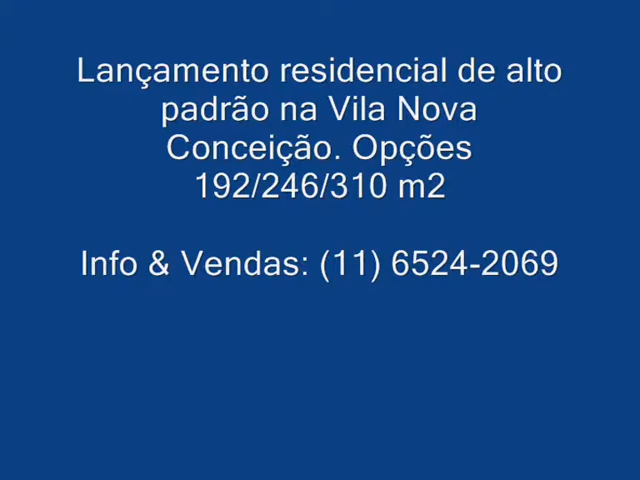 Lançamento residencial de alto
padrão na Vila Nova
Conceição. Opções
192/246/310 m2
Info & Vendas: (11) 6524-2069